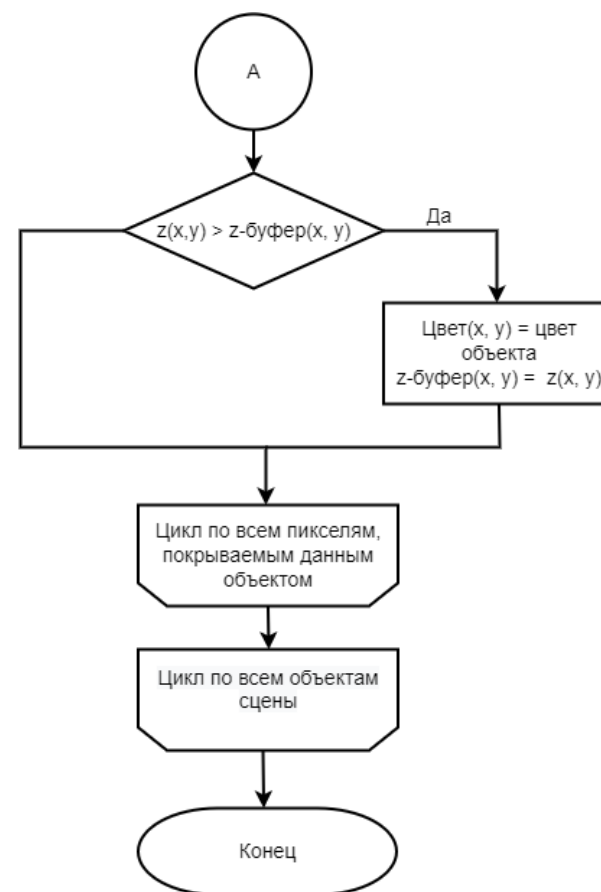 А
z(x,y) > z-буфер(x, y)
Да
Цвет(x, y) = цвет
объекта
z-буфер(x, y) = z(x, y)
Цикл по всем пикселям,
покрываемым данным
объектом
Цикл по всем объектам
сцены
Конец